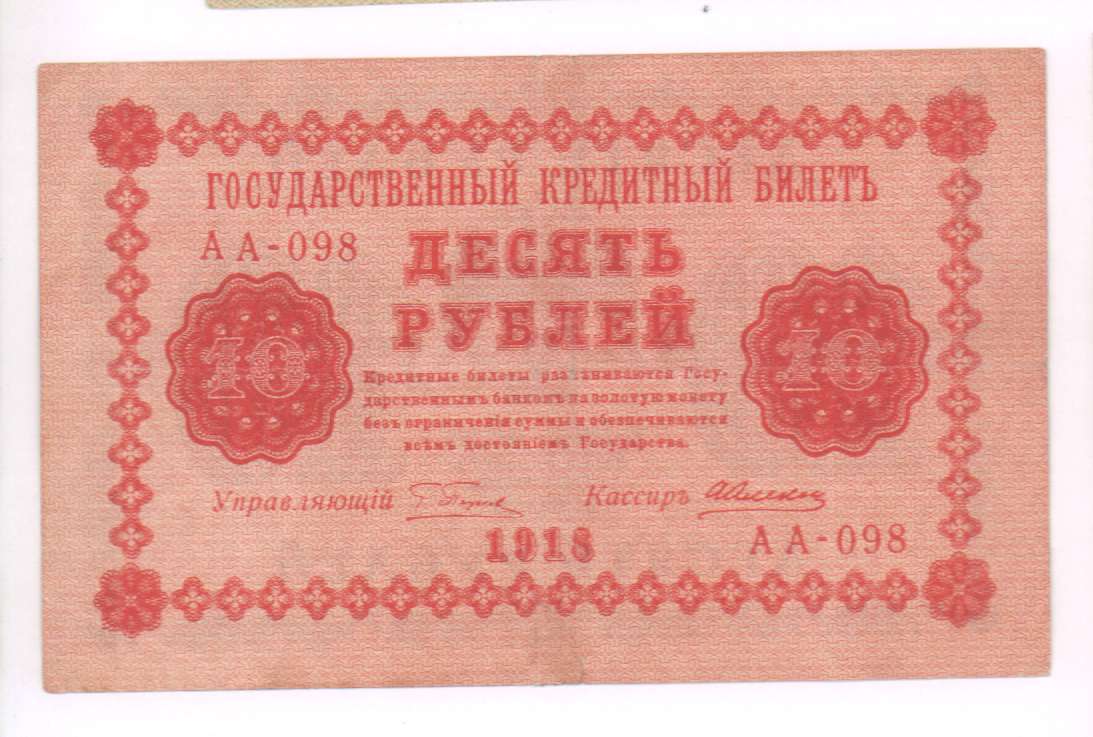 ГОСУДАРСТВЕННЫЙ КРЕДИТНЫЙ БИЛЕТЪ
АА-098
ДЕСЯТЬ
РУБЛЕЙ
10
10
Кредитные билеты размѣниваются Госу-
дарственнымъ банкомъ на золотую монету
безъ ограниченія суммы и обезпечиваются
всѣмъ достояніемъ Государства.
Управляющій
Кассиръ
1918
АА-098